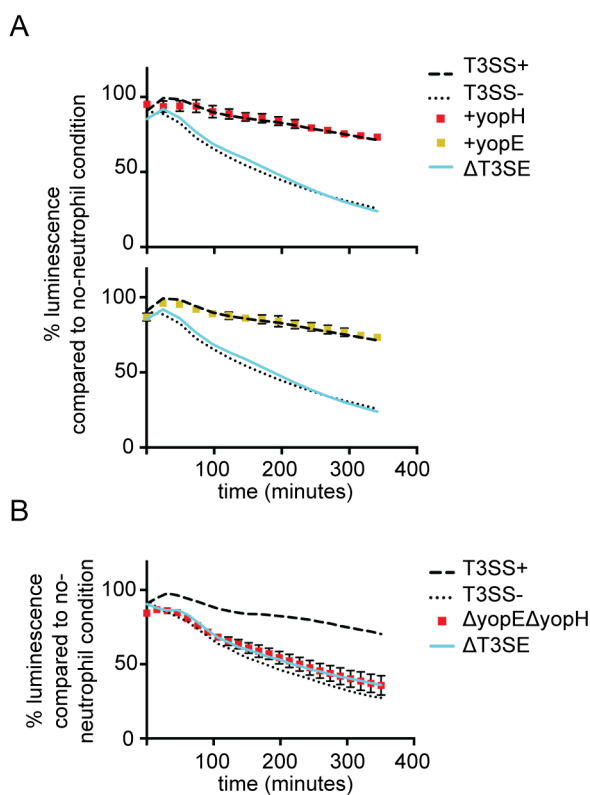 A
T3SS+
T3SS-
+yopH
+yopE
ΔT3SE
100
50
0
100
50
0
0
100
200
300
400
time (minutes)
% luminescence
compared to no-neutrophil condition
B
T3SS+
T3SS-
ΔyopEΔyopH
ΔT3SE
100
50
0
0
100
200
300
400
time (minutes)
% luminescence
compared to no-
neutrophil condition